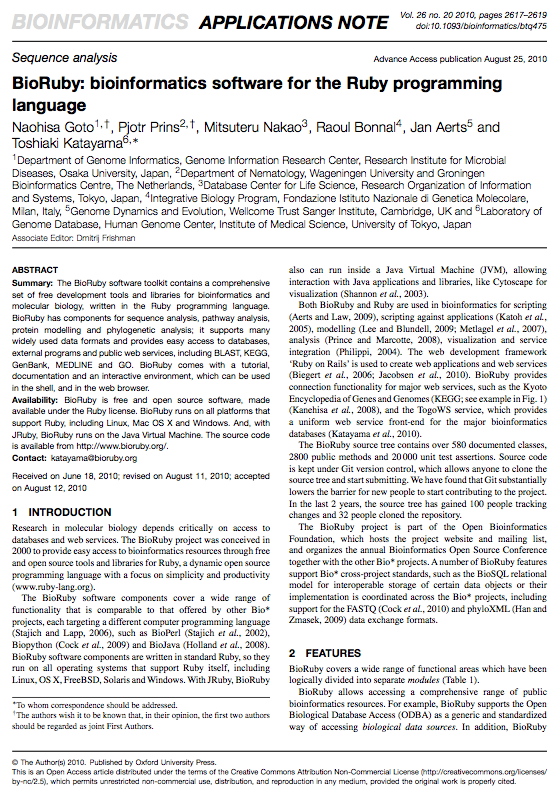 BIOINFORMATICS APPLICATIONS NOTE
Vol. 26 no. 20 2010, pages 2617–2619
doi:10.1093/bioinformatics/btq475
Sequence analysis
Advance Access publication August 25, 2010
BioRuby: bioinformatics software for the Ruby programming
language
Naohisa Goto1,†, Pjotr Prins2,†, Mitsuteru Nakao3, Raoul Bonnal4, Jan Aerts5 and
Toshiaki Katayama6,*
1Department of Genome Informatics, Genome Information Research Center, Research Institute for Microbial
Diseases, Osaka University, Japan, 2Department of Nematology, Wageningen University and Groningen
Bioinformatics Centre, The Netherlands, 3Database Center for Life Science, Research Organization of Information
and Systems, Tokyo, Japan, 4Integrative Biology Program, Fondazione Istituto Nazionale di Genetica Molecolare,
Milan, Italy, 5Genome Dynamics and Evolution, Wellcome Trust Sanger Institute, Cambridge, UK and 6Laboratory of
Genome Database, Human Genome Center, Institute of Medical Science, University of Tokyo, Japan
Associate Editor: Dmitrij Frishman
ABSTRACT
Summary: The BioRuby software toolkit contains a comprehensive
set of free development tools and libraries for bioinformatics and
molecular biology, written in the Ruby programming language.
BioRuby has components for sequence analysis, pathway analysis,
protein modelling and phylogenetic analysis; it supports many
widely used data formats and provides easy access to databases,
external programs and public web services, including BLAST, KEGG,
GenBank, MEDLINE and GO. BioRuby comes with a tutorial,
documentation and an interactive environment, which can be used
in the shell, and in the web browser.
Availability: BioRuby is free and open source software, made
available under the Ruby license. BioRuby runs on all platforms that
support Ruby, including Linux, Mac OS X and Windows. And, with
JRuby, BioRuby runs on the Java Virtual Machine. The source code
is available from http://www.bioruby.org/.
Contact: katayama@bioruby.org
Received on June 18, 2010; revised on August 11, 2010; accepted
on August 12, 2010
1 INTRODUCTION
Research in molecular biology depends critically on access to
databases and web services. The BioRuby project was conceived in
2000 to provide easy access to bioinformatics resources through free
and open source tools and libraries for Ruby, a dynamic open source
programming language with a focus on simplicity and productivity
(www.ruby-lang.org).
The BioRuby software components cover a wide range of
functionality that is comparable to that offered by other Bio*
projects, each targeting a different computer programming language
(Stajich and Lapp, 2006), such as BioPerl (Stajich et al., 2002),
Biopython (Cock et al., 2009) and BioJava (Holland et al., 2008).
BioRuby software components are written in standard Ruby, so they
run on all operating systems that support Ruby itself, including
Linux, OS X, FreeBSD, Solaris and Windows. With JRuby, BioRuby
*To whom correspondence should be addressed.
†The authors wish it to be known that, in their opinion, the first two authors
should be regarded as joint First Authors.
also can run inside a Java Virtual Machine (JVM), allowing
interaction with Java applications and libraries, like Cytoscape for
visualization (Shannon et al., 2003).
Both BioRuby and Ruby are used in bioinformatics for scripting
(Aerts and Law, 2009), scripting against applications (Katoh et al.,
2005), modelling (Lee and Blundell, 2009; Metlagel et al., 2007),
analysis (Prince and Marcotte, 2008), visualization and service
integration (Philippi, 2004). The web development framework
'Ruby on Rails' is used to create web applications and web services
(Biegert et al., 2006; Jacobsen et al., 2010). BioRuby provides
connection functionality for major web services, such as the Kyoto
Encyclopedia of Genes and Genomes (KEGG; see example in Fig. 1)
(Kanehisa et al., 2008), and the TogoWS service, which provides
a uniform web service front-end for the major bioinformatics
databases (Katayama et al., 2010).
The BioRuby source tree contains over 580 documented classes,
2800 public methods and 20 000 unit test assertions. Source code
is kept under Git version control, which allows anyone to clone the
source tree and start submitting. We have found that Git substantially
lowers the barrier for new people to start contributing to the project.
In the last 2 years, the source tree has gained 100 people tracking
changes and 32 people cloned the repository.
The BioRuby project is part of the Open Bioinformatics
Foundation, which hosts the project website and mailing list,
and organizes the annual Bioinformatics Open Source Conference
together with the other Bio* projects. A number of BioRuby features
support Bio* cross-project standards, such as the BioSQL relational
model for interoperable storage of certain data objects or their
implementation is coordinated across the Bio* projects, including
support for the FASTQ (Cock et al., 2010) and phyloXML (Han and
Zmasek, 2009) data exchange formats.
2 FEATURES
BioRuby covers a wide range of functional areas which have been
logically divided into separate modules (Table 1).
BioRuby allows accessing a comprehensive range of public
bioinformatics resources. For example, BioRuby supports the Open
Biological Database Access (ODBA) as a generic and standardized
way of accessing biological data sources. In addition, BioRuby
© The Author(s) 2010. Published by Oxford University Press.
This is an Open Access article distributed under the terms of the Creative Commons Attribution Non-Commercial License (http://creativecommons.org/licenses/
by-nc/2.5), which permits unrestricted non-commercial use, distribution, and reproduction in any medium, provided the original work is properly cited.